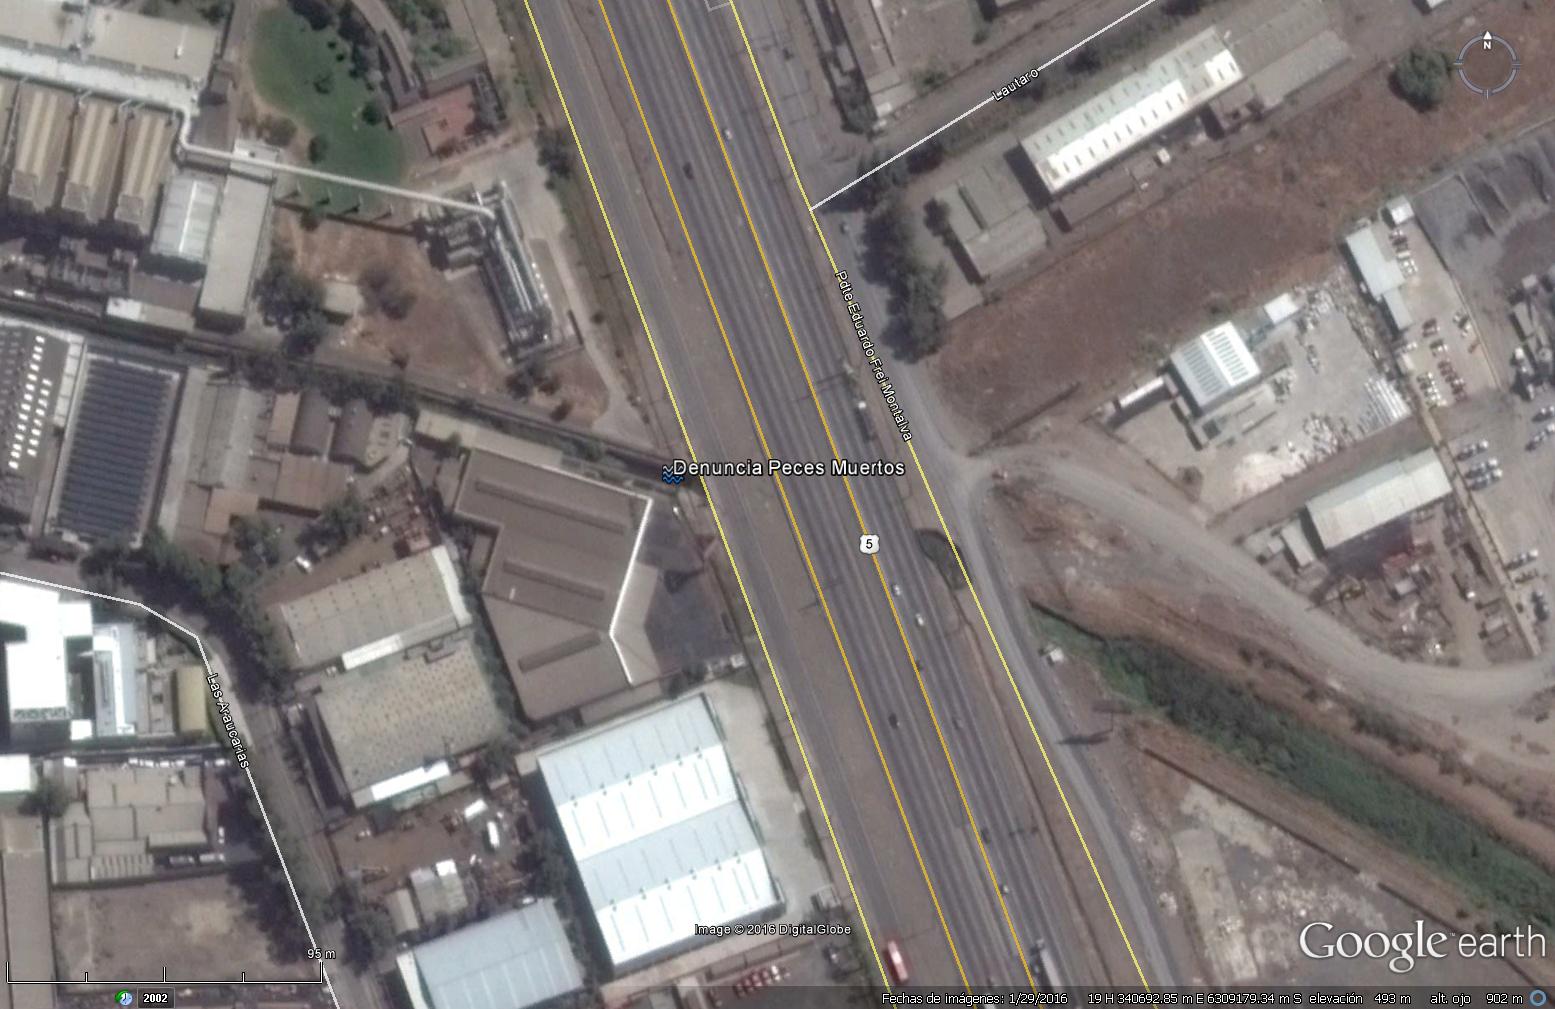 N
Lautaro
Pdte Eduardo Frei Montalva
Denuncia Peces Muertos
5
Las Araucarias
Image © 2016 DigitalGlobe
Google earth
95 m
2002
Fechas de imágenes: 1/29/2016 19 H 340692.85 m E 6309179.34 m S elevación 493 m alt. ojo 902 m